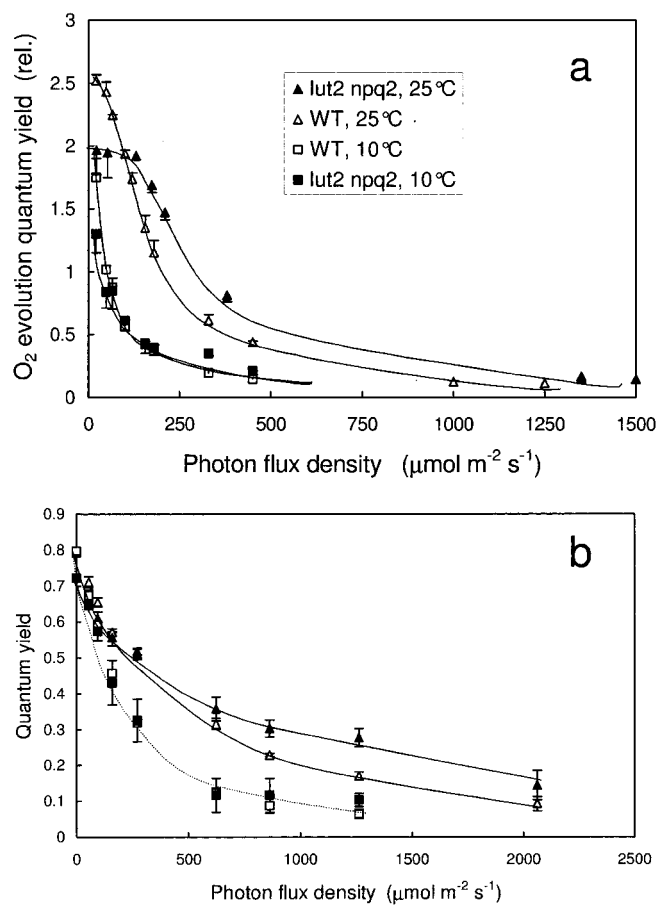 a
3
2.5
2
1.5
1
0.5
0
O₂ evolution quantum yield (rel.)
▲ lut2 npq2, 25°C
△ WT, 25°C
□ WT, 10°C
■ lut2 npq2, 10°C
0 250 500 750 1000 1250 1500
Photon flux density (μmol m⁻² s⁻¹)
b
0.9
0.8
0.7
0.6
0.5
0.4
0.3
0.2
0.1
0
Quantum yield
0 500 1000 1500 2000 2500
Photon flux density (μmol m⁻² s⁻¹)